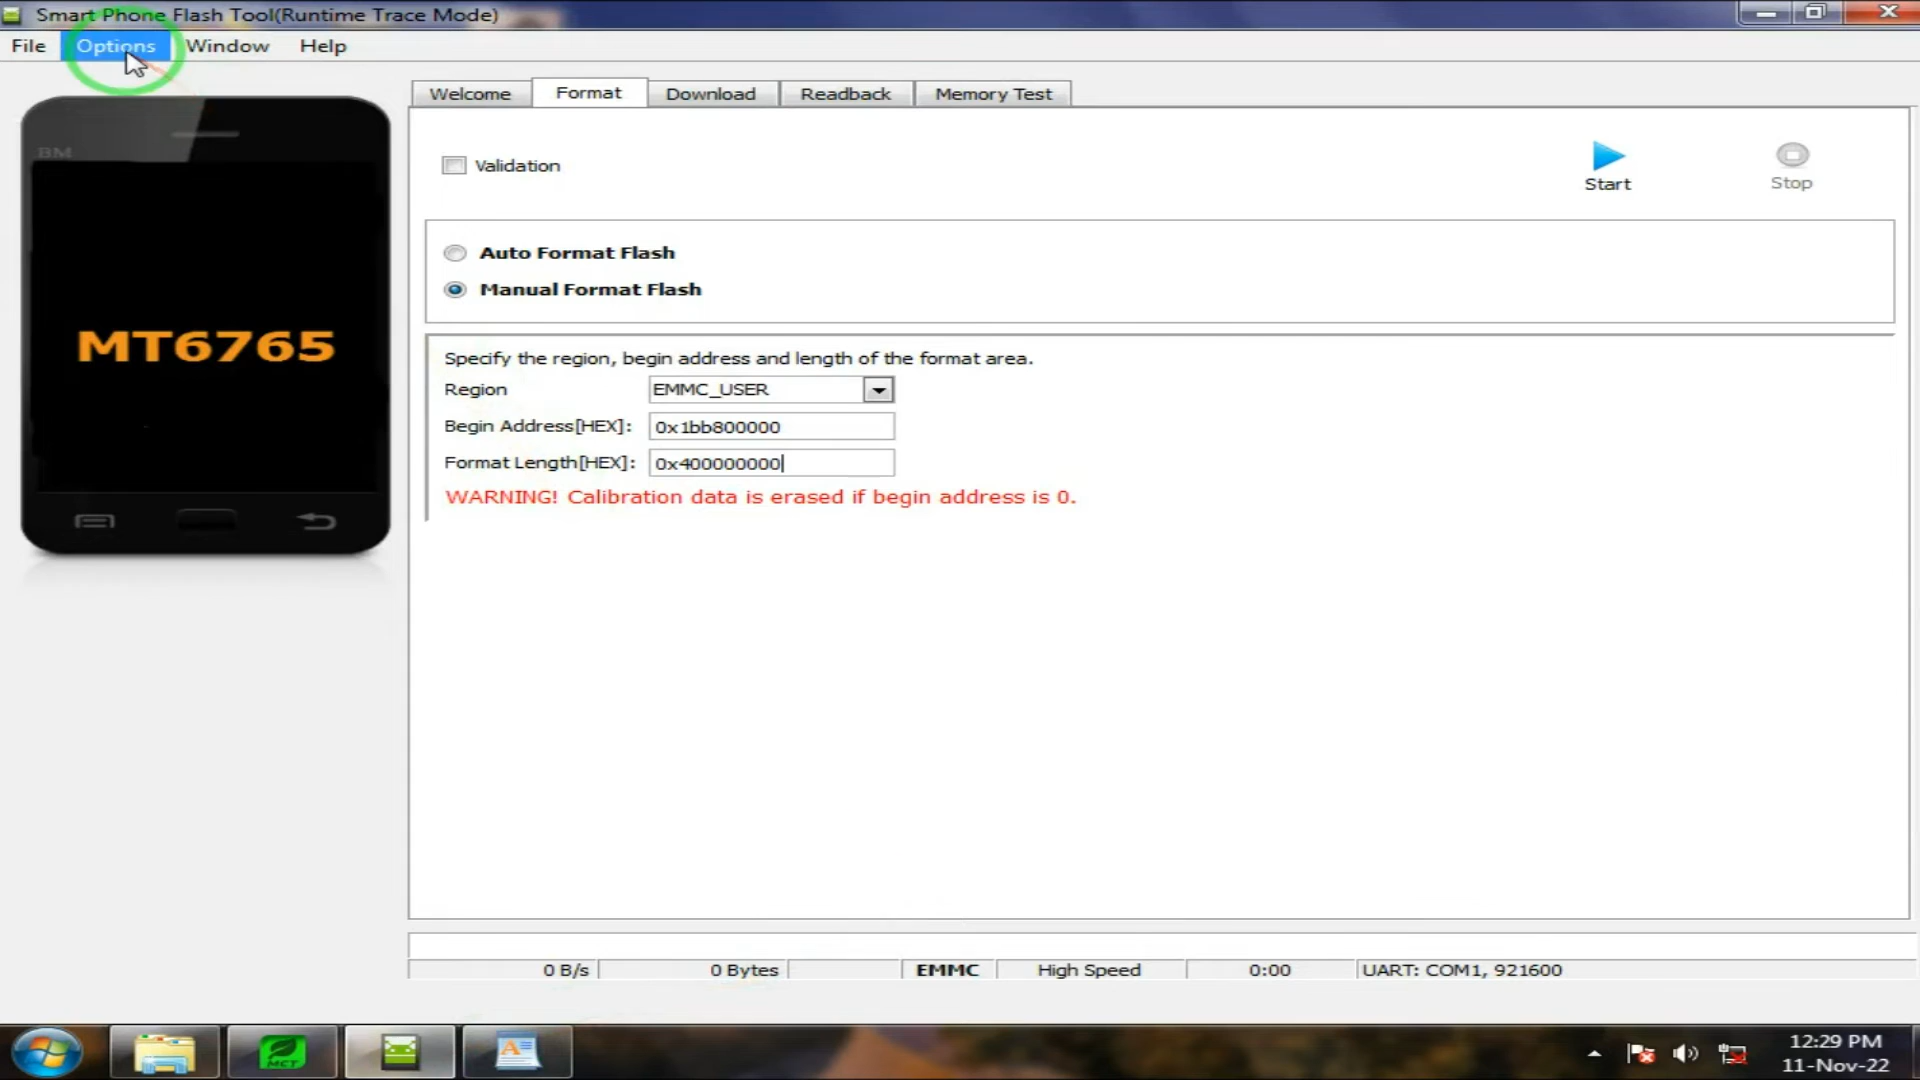 Smart Phone Flash Tool(Runtime Trace Mode)
File Options Window Help
Welcome Format Download Readback Memory Test
BM
Validation
Start
Stop
Auto Format Flash
Manual Format Flash
MT6765
Specify the region, begin address and length of the format area.
Region EMMC_USER
Begin Address[HEX]: 0x1bb800000
Format Length[HEX]: 0x400000000
WARNING! Calibration data is erased if begin address is 0.
0 B/s 0 Bytes EMMC High Speed 0:00 UART: COM1, 921600
MCT
A
12:29 PM
11-Nov-22